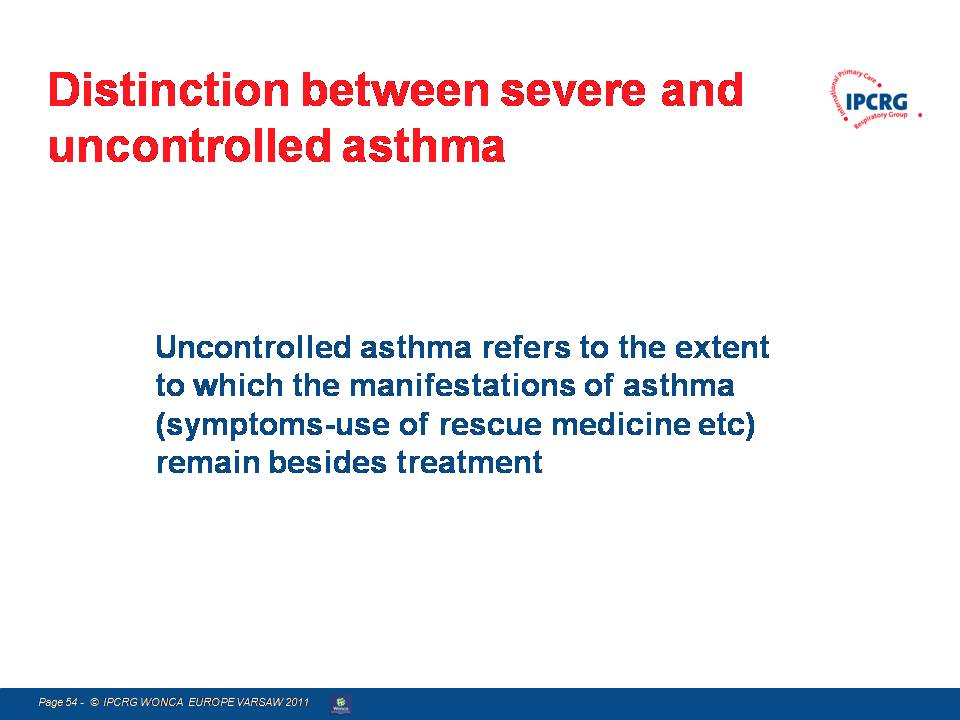 Distinction between severe and
uncontrolled asthma
International Primary Care
IPCRG
Respiratory Group
Uncontrolled asthma refers to the extent
to which the manifestations of asthma
(symptoms-use of rescue medicine etc)
remain besides treatment
Page 54 - © IPCRG WONCA EUROPE VARSAW 2011
Wonca